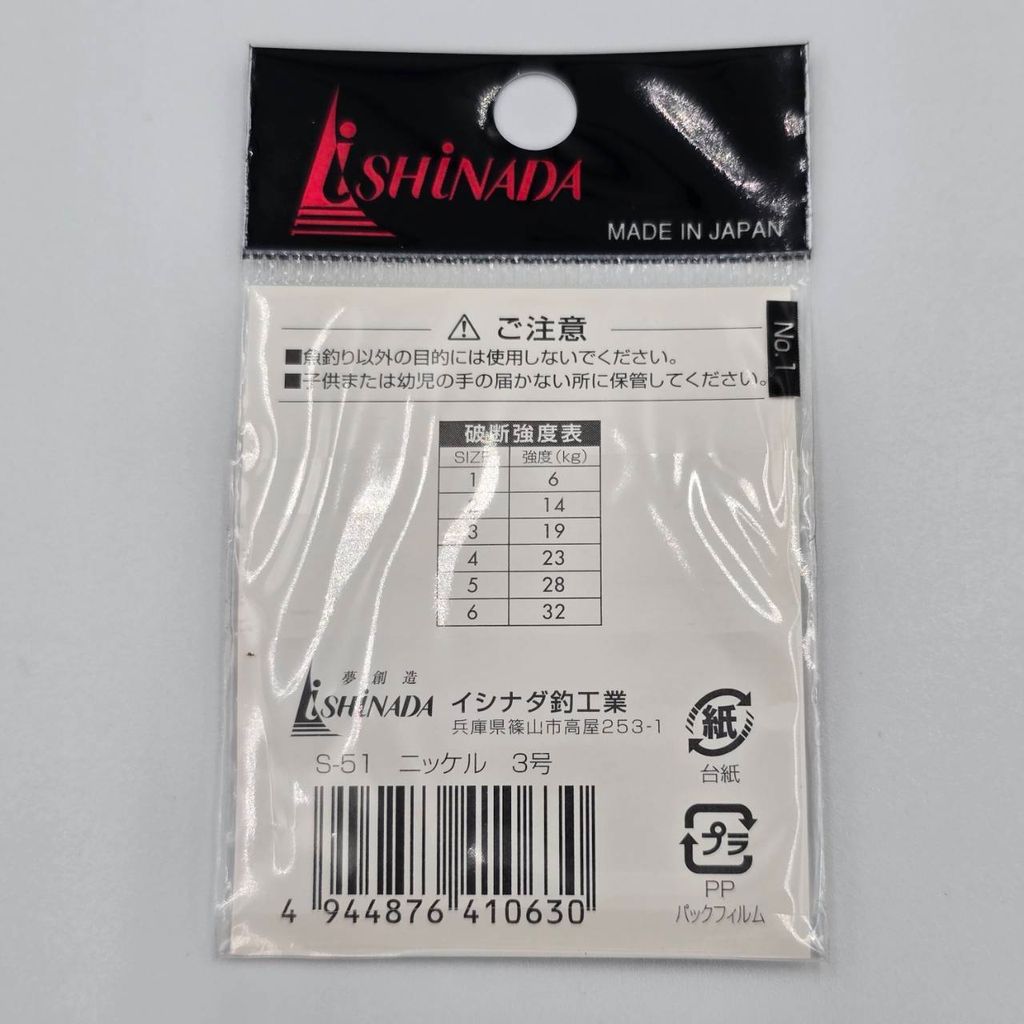 iSHiNADA
MADE IN JAPAN
No.1
ご注意
■魚釣り以外の目的には使用しないでください。
■子供または幼児の手の届かない所に保管してください。
破断強度表
SIZE 強度(kg)
1 6
2 14
3 19
4 23
5 28
6 32
夢 創 造
iSHiNADA イシナダ釣工業
兵庫県篠山市高屋253-1
S-51 ニッケル 3号
4 944876 410630
紙
台紙
プラ
PP
パックフィルム